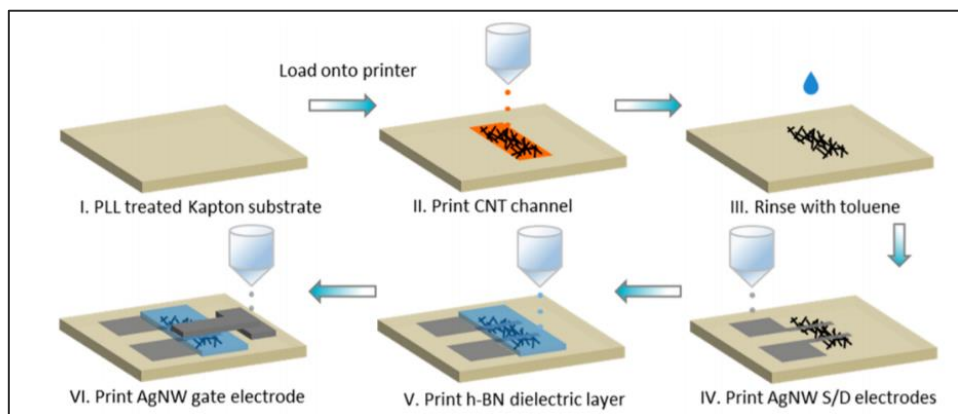 Load onto printer
I. PLL treated Kapton substrate
II. Print CNT channel
III. Rinse with toluene
IV. Print AgNW S/D electrodes
V. Print h-BN dielectric layer
VI. Print AgNW gate electrode